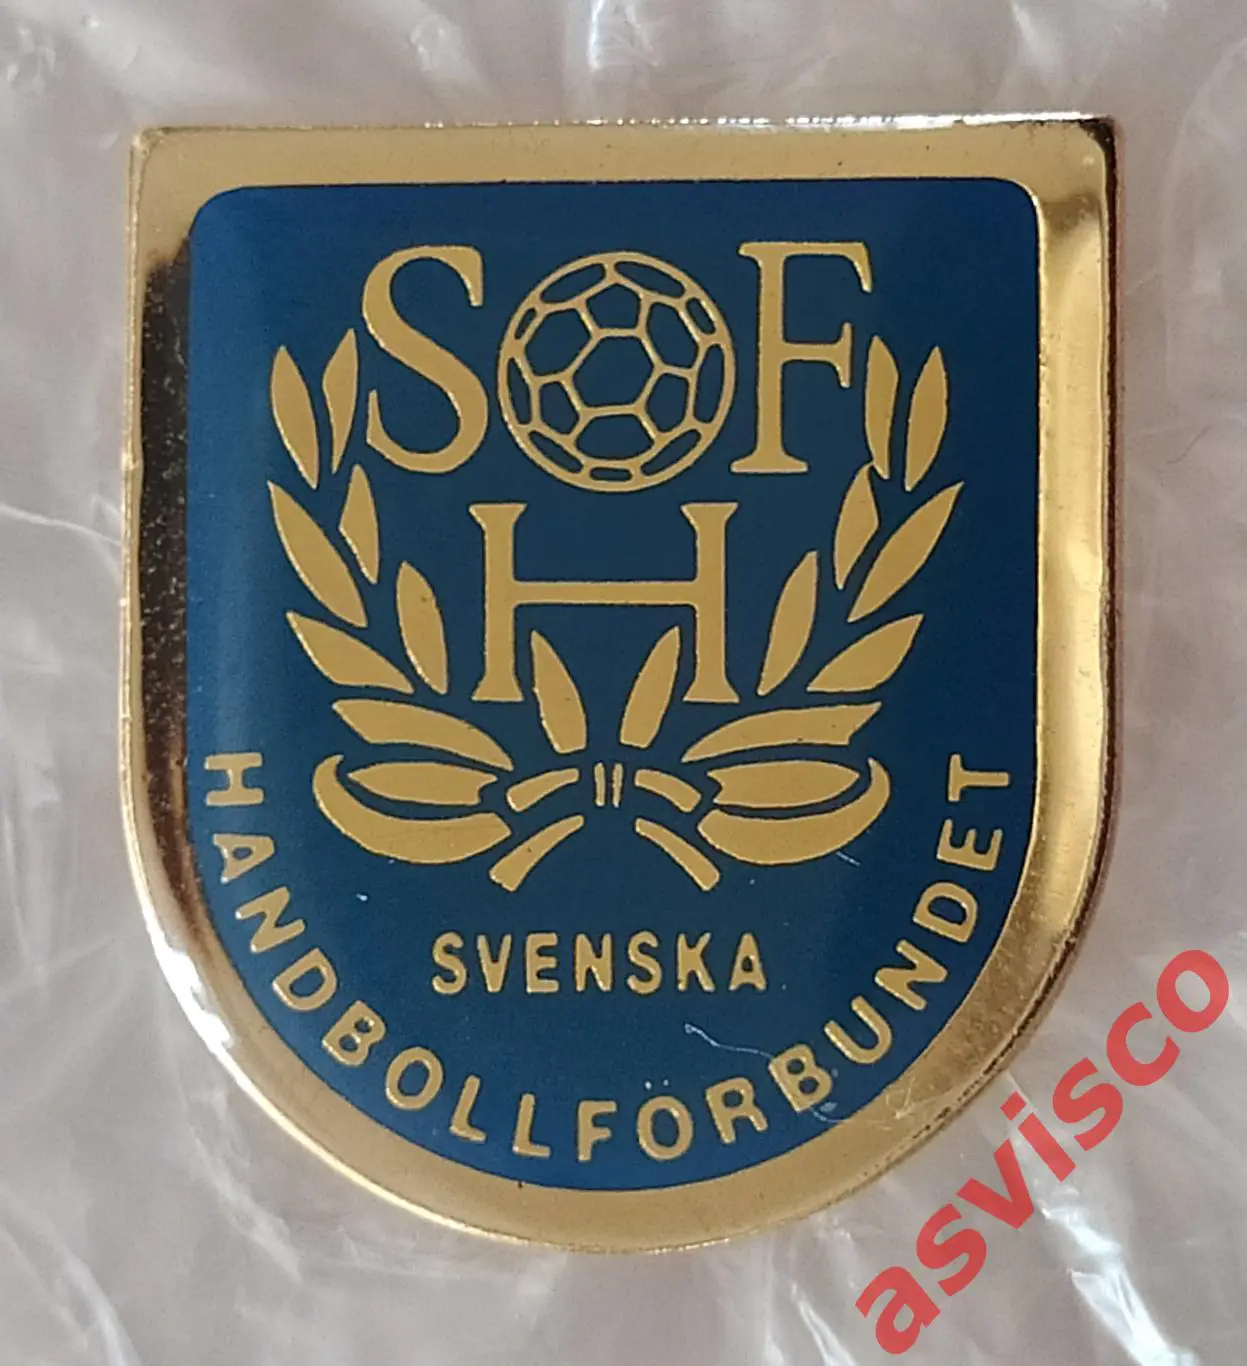 S F
H
SVENSKA
HANDBOLLFÖRBUNDET
asvisco